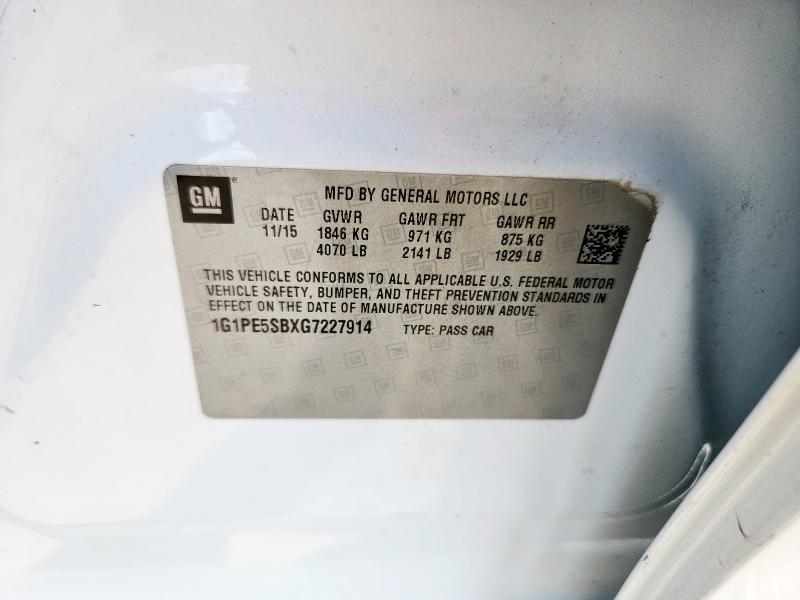 GM ® MFD BY GENERAL MOTORS LLC
DATE GVWR GAWR FRT GAWR RR
11/15 1846 KG 971 KG 875 KG
4070 LB 2141 LB 1929 LB
THIS VEHICLE CONFORMS TO ALL APPLICABLE U.S. FEDERAL MOTOR
VEHICLE SAFETY, BUMPER, AND THEFT PREVENTION STANDARDS IN
EFFECT ON THE DATE OF MANUFACTURE SHOWN ABOVE.
1G1PE5SBXG7227914 TYPE: PASS CAR